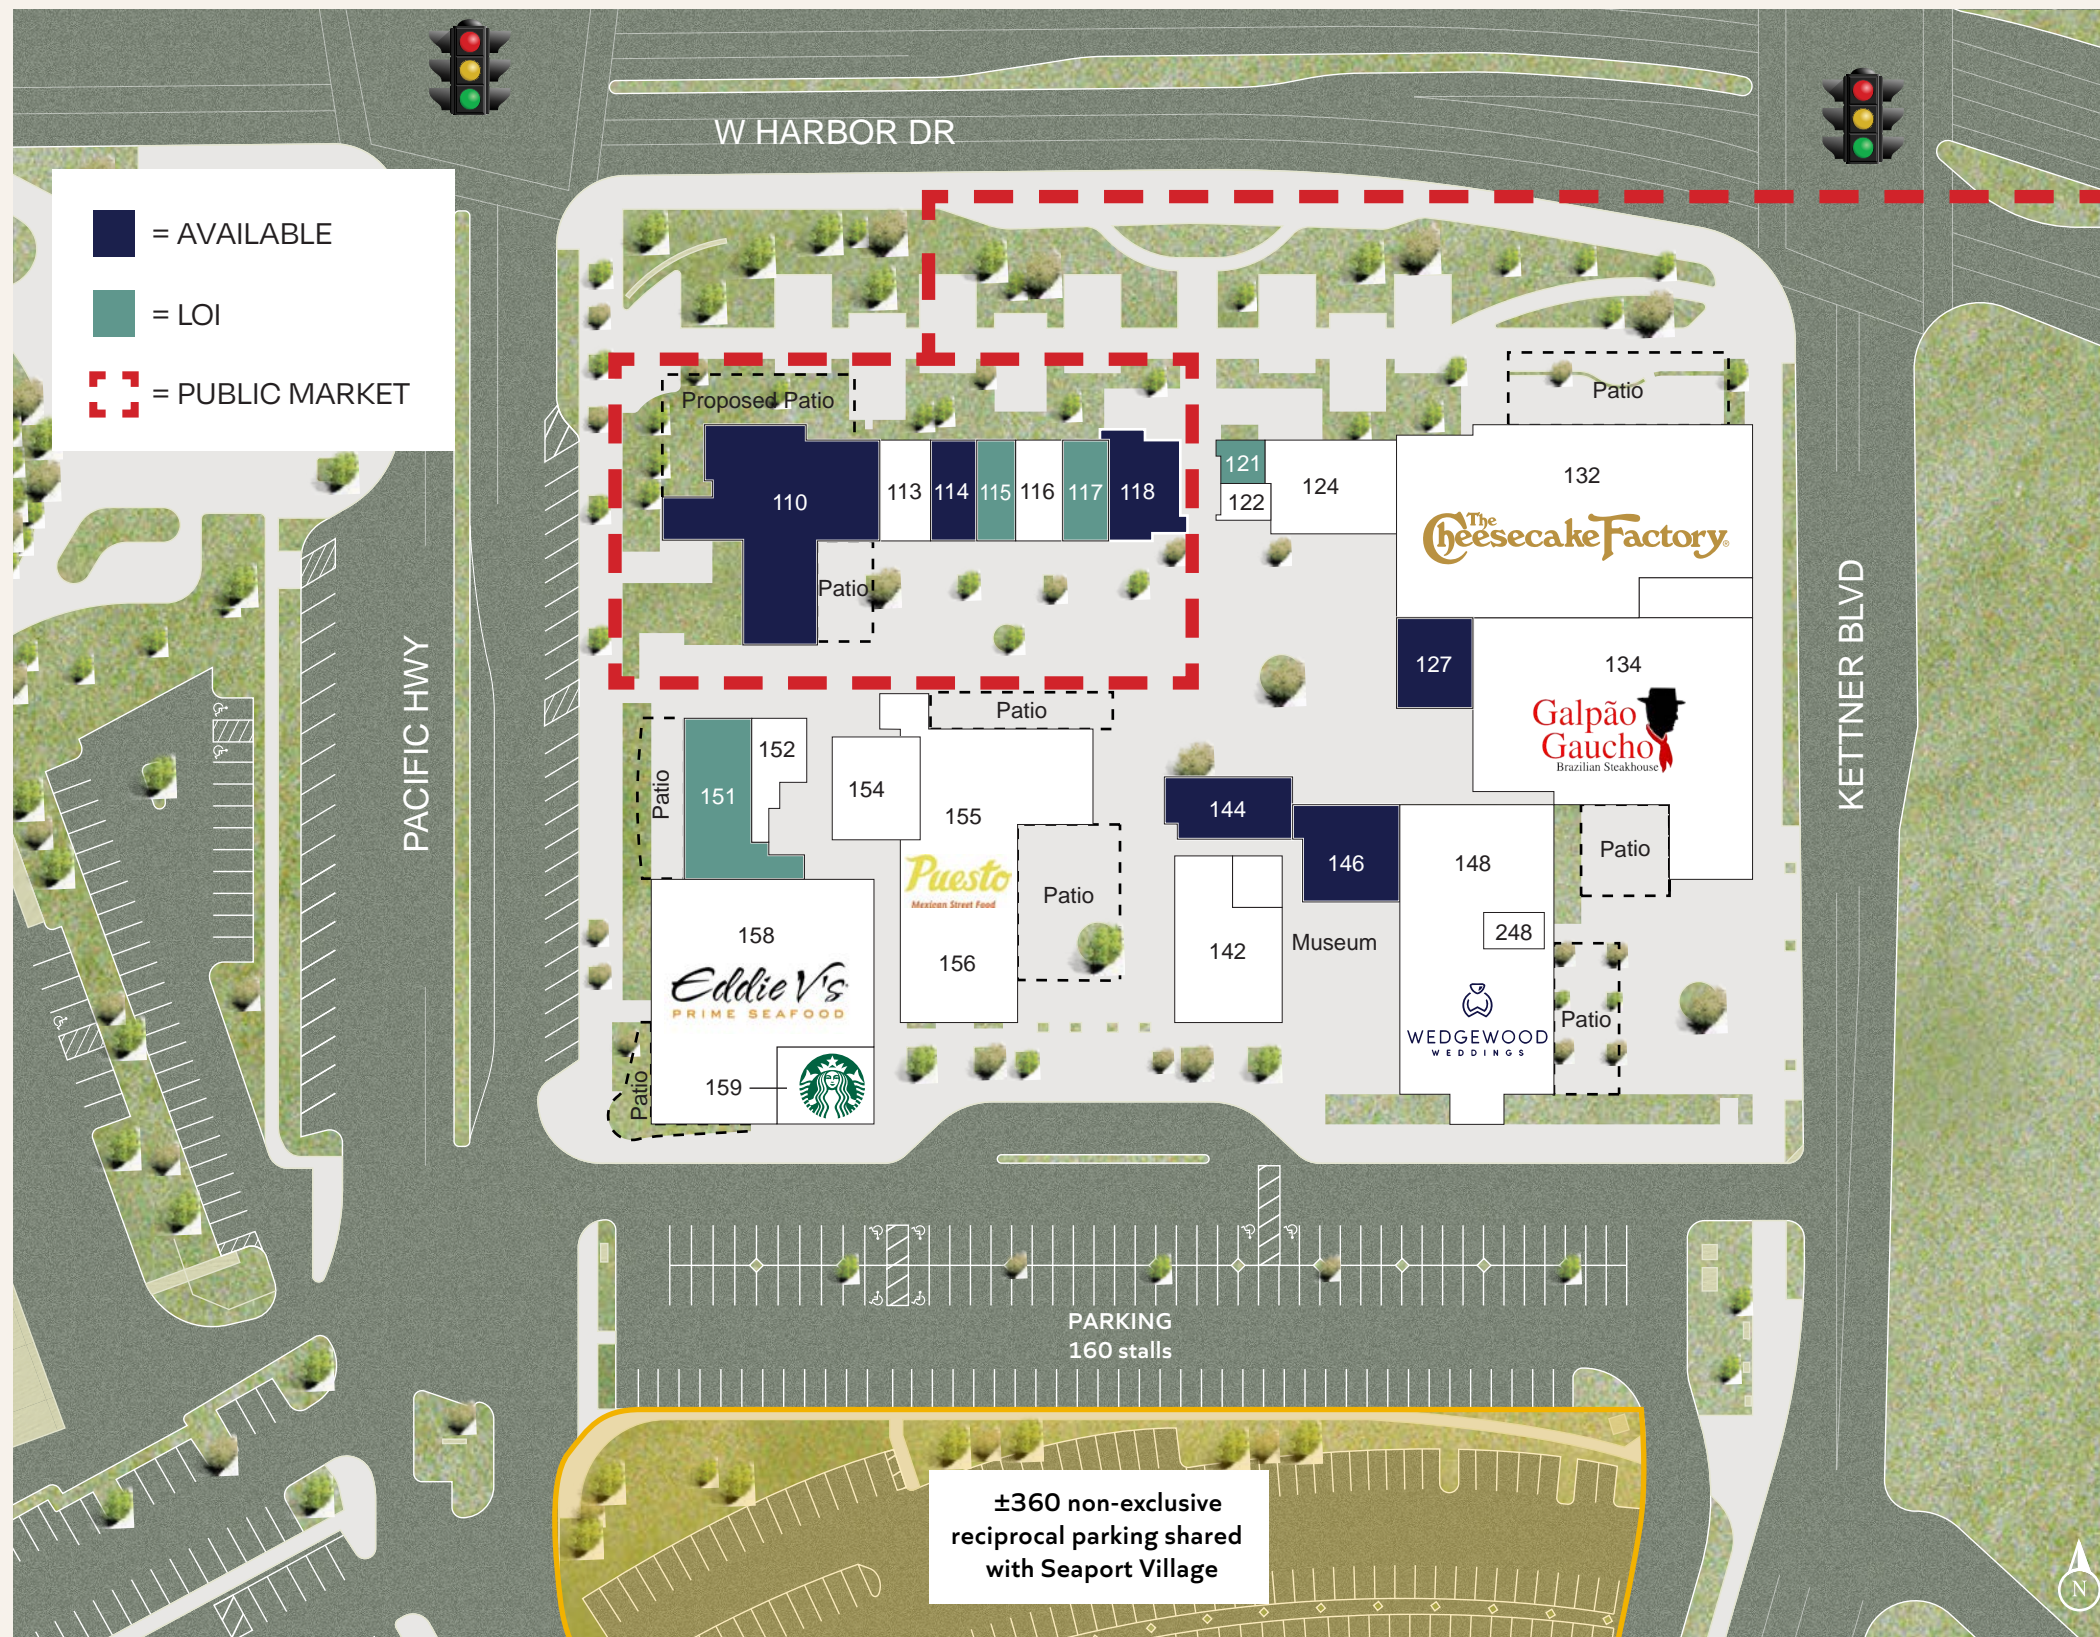 W HARBOR DR
= AVAILABLE
= LOI
= PUBLIC MARKET
Proposed Patio
Patio
110
113
114
115
116
117
118
121
122
124
132
The
Cheesecake Factory®
Patio
127
134
Galpão
Gaucho
Brazilian Steakhouse
PACIFIC HWY
KETTNER BLVD
Patio
Patio
151
152
154
155
Puesto
Mexican Street Food
156
Patio
144
146
148
248
Patio
142
Museum
158
Eddie V's
PRIME SEAFOOD
159
Patio
WEDGEWOOD
WEDDINGS
Patio
PARKING
160 stalls
±360 non-exclusive
reciprocal parking shared
with Seaport Village
N